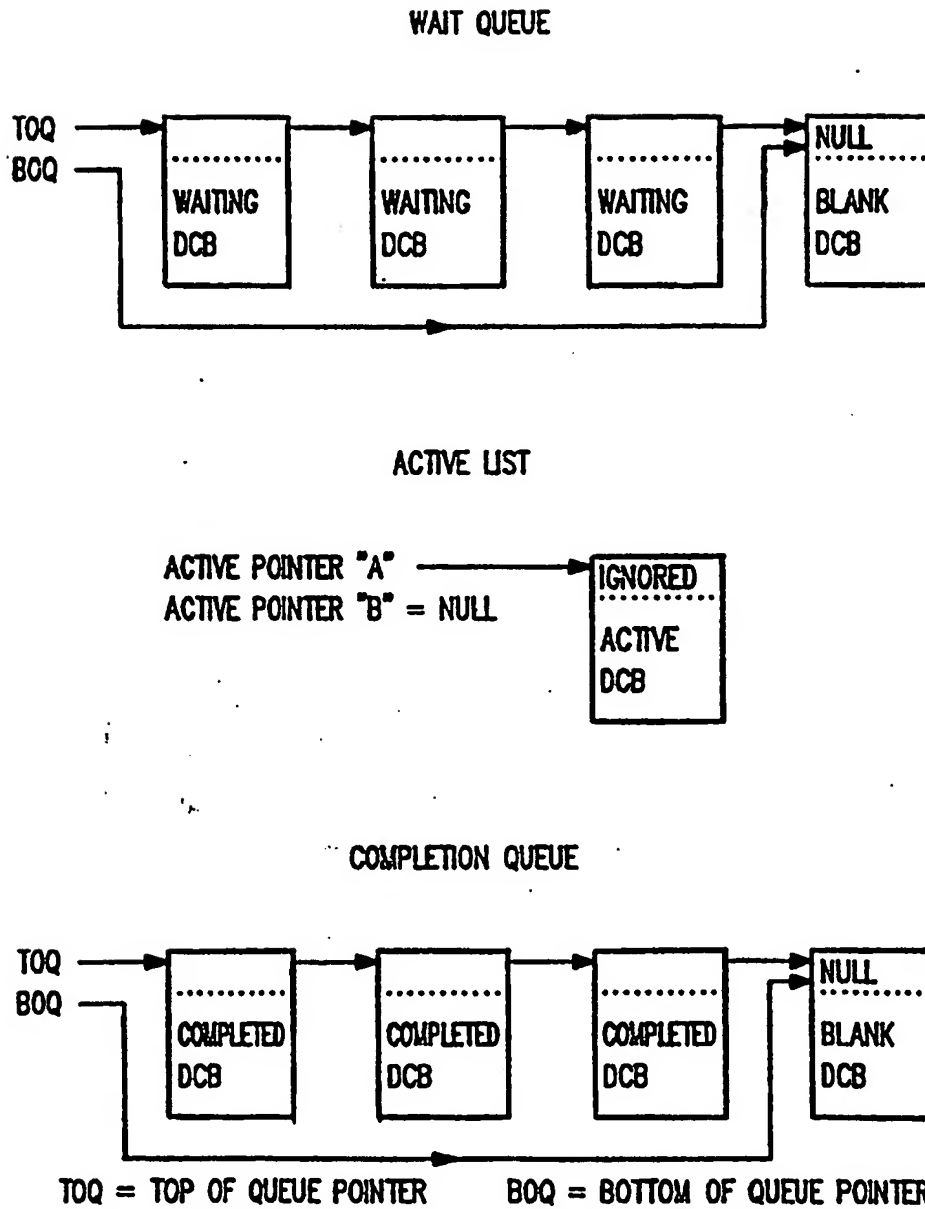 WAIT QUEUE
TOQ
BOQ
WAITING
DCB
WAITING
DCB
WAITING
DCB
NULL
BLANK
DCB
ACTIVE LIST
ACTIVE POINTER "A"
ACTIVE POINTER "B" = NULL
IGNORED
ACTIVE
DCB
COMPLETION QUEUE
TOQ
BOQ
COMPLETED
DCB
COMPLETED
DCB
COMPLETED
DCB
NULL
BLANK
DCB
TOQ = TOP OF QUEUE POINTER
BOQ = BOTTOM OF QUEUE POINTER